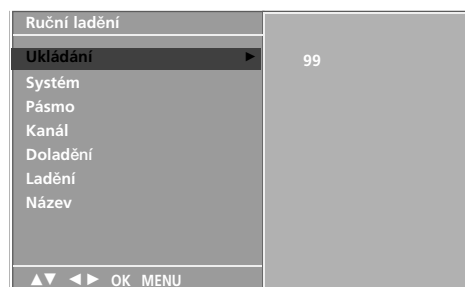 Ruční ladění
Ukládání ► 99
Systém
Pásmo
Kanál
Doladění
Ladění
Název
▲▼ ◄► OK MENU